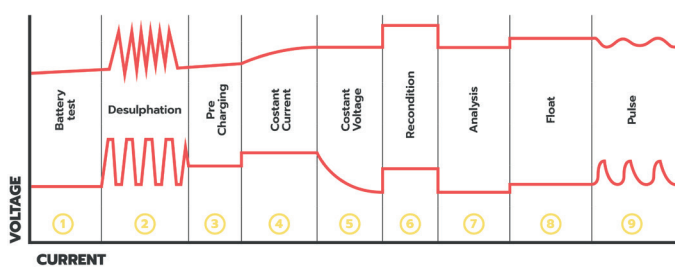 Battery
test
Desulphation
Pre
Charging
Costant
Current
Costant
Voltage
Recondition
Analysis
Float
Pulse
VOLTAGE
1
2
3
4
5
6
7
8
9
CURRENT